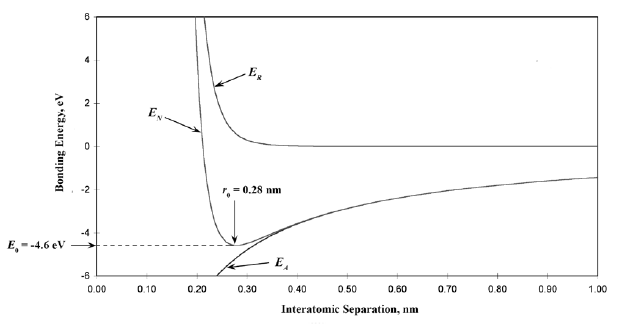 6
4
2
0
-2
-4
-6
Bonding Energy, eV
E_R
E_N
r_0 = 0.28 nm
E_0 = -4.6 eV
E_A
0.00 0.10 0.20 0.30 0.40 0.50 0.60 0.70 0.80 0.90 1.00
Interatomic Separation, nm